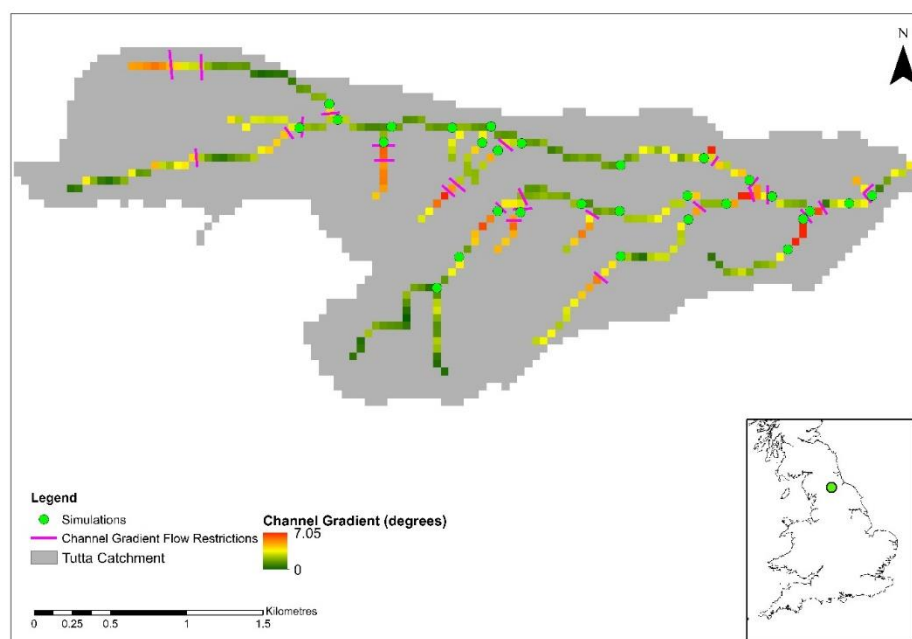 N
Legend
Simulations
Channel Gradient Flow Restrictions
Tutta Catchment
Channel Gradient (degrees)
7.05
0
Kilometres
0 0.25 0.5 1 1.5